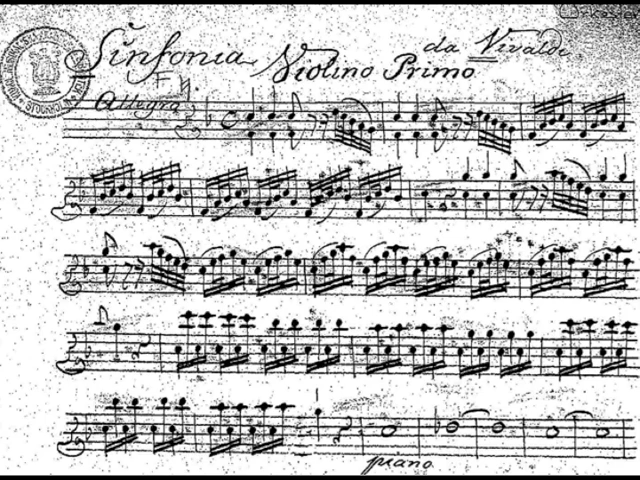 Sinfonia
Violino Primo
da Vivaldi
Allegro
piano